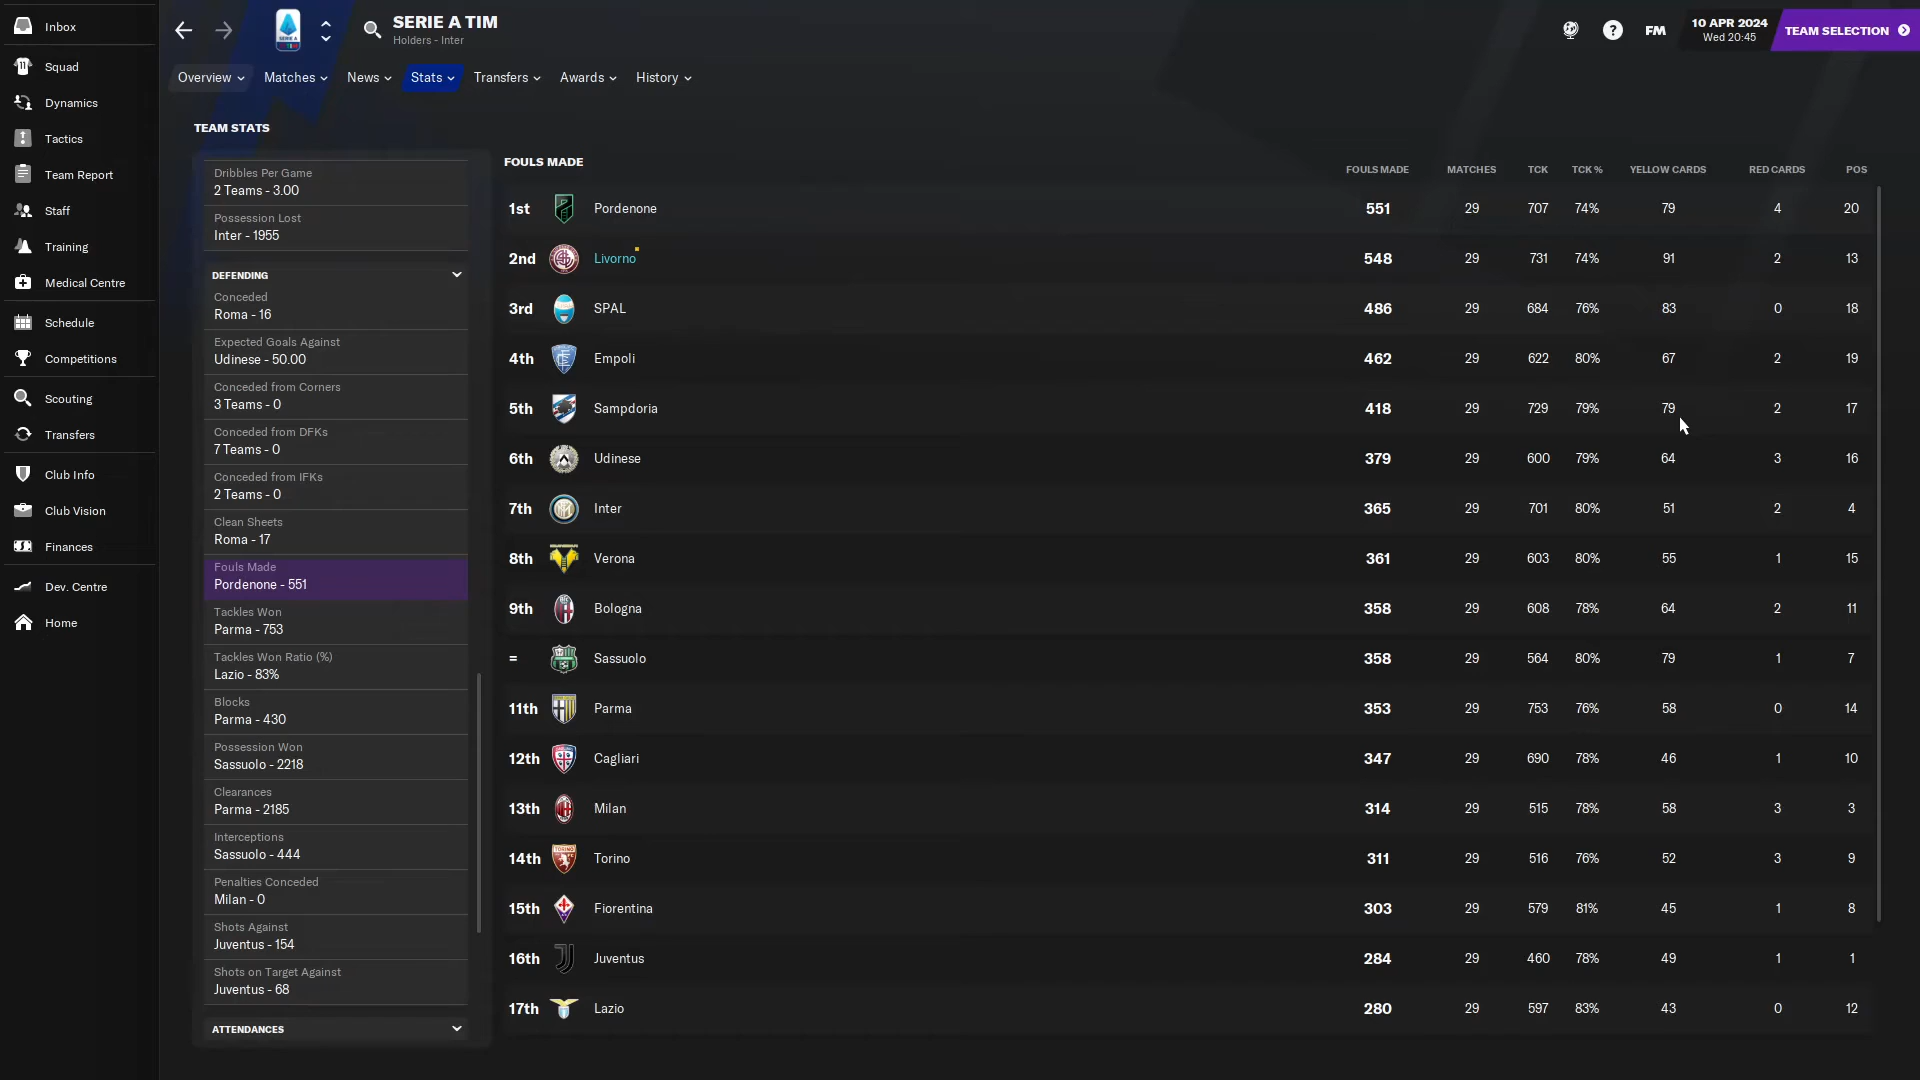 Inbox
Squad
Dynamics
Tactics
Team Report
Staff
Training
Medical Centre
Schedule
Competitions
Scouting
Transfers
Club Info
Club Vision
Finances
Dev. Centre
Home
SERIE A TIM
Holders - Inter
FM
10 APR 2024
Wed 20:45
TEAM SELECTION
Overview Matches News Stats Transfers Awards History
TEAM STATS
Dribbles Per Game
2 Teams - 3.00
Possession Lost
Inter - 1955
DEFENDING
Conceded
Roma - 16
Expected Goals Against
Udinese - 50.00
Conceded from Corners
3 Teams - 0
Conceded from DFKs
7 Teams - 0
Conceded from IFKs
2 Teams - 0
Clean Sheets
Roma - 17
Fouls Made
Pordenone - 551
Tackles Won
Parma - 753
Tackles Won Ratio (%)
Lazio - 83%
Blocks
Parma - 430
Possession Won
Sassuolo - 2218
Clearances
Parma - 2185
Interceptions
Sassuolo - 444
Penalties Conceded
Milan - 0
Shots Against
Juventus - 154
Shots on Target Against
Juventus - 68
ATTENDANCES
FOULS MADE FOULS MADE MATCHES TCK TCK % YELLOW CARDS RED CARDS POS
1st Pordenone 551 29 707 74% 79 4 20
2nd Livorno 548 29 731 74% 91 2 13
3rd SPAL 486 29 684 76% 83 0 18
4th Empoli 462 29 622 80% 67 2 19
5th Sampdoria 418 29 729 79% 79 2 17
6th Udinese 379 29 600 79% 64 3 16
7th Inter 365 29 701 80% 51 2 4
8th Verona 361 29 603 80% 55 1 15
9th Bologna 358 29 608 78% 64 2 11
= Sassuolo 358 29 564 80% 79 1 7
11th Parma 353 29 753 76% 58 0 14
12th Cagliari 347 29 690 78% 46 1 10
13th Milan 314 29 515 78% 58 3 3
14th Torino 311 29 516 76% 52 3 9
15th Fiorentina 303 29 579 81% 45 1 8
16th Juventus 284 29 460 78% 49 1 1
17th Lazio 280 29 597 83% 43 0 12